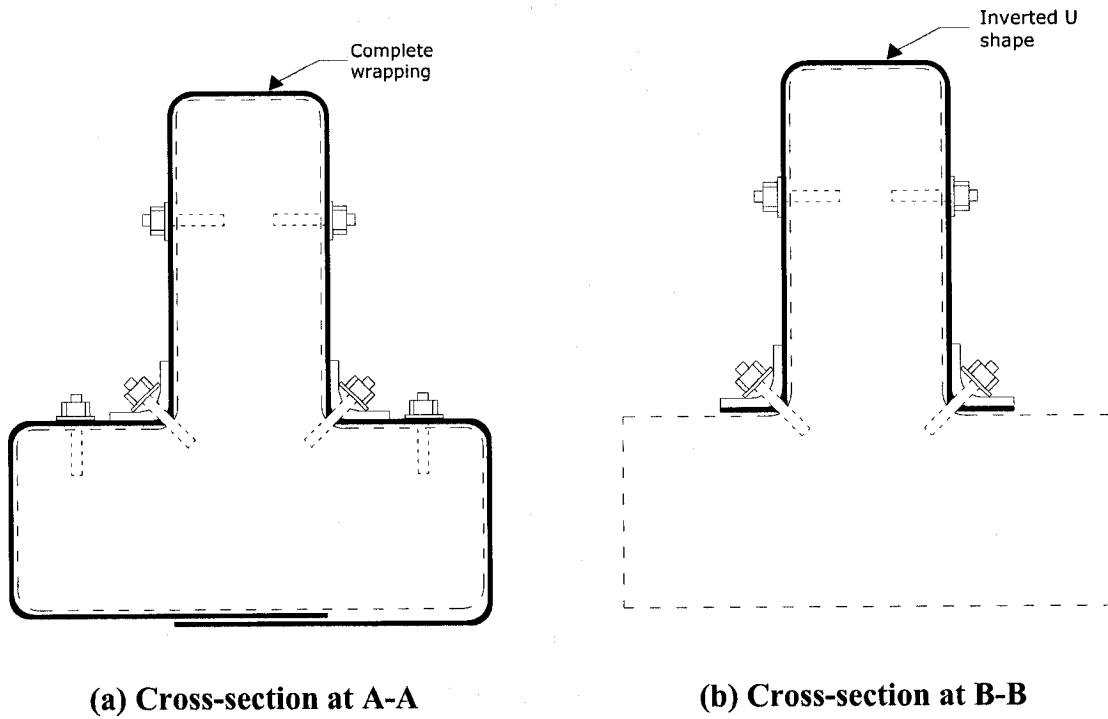 Complete
wrapping
Inverted U
shape
(a) Cross-section at A-A
(b) Cross-section at B-B